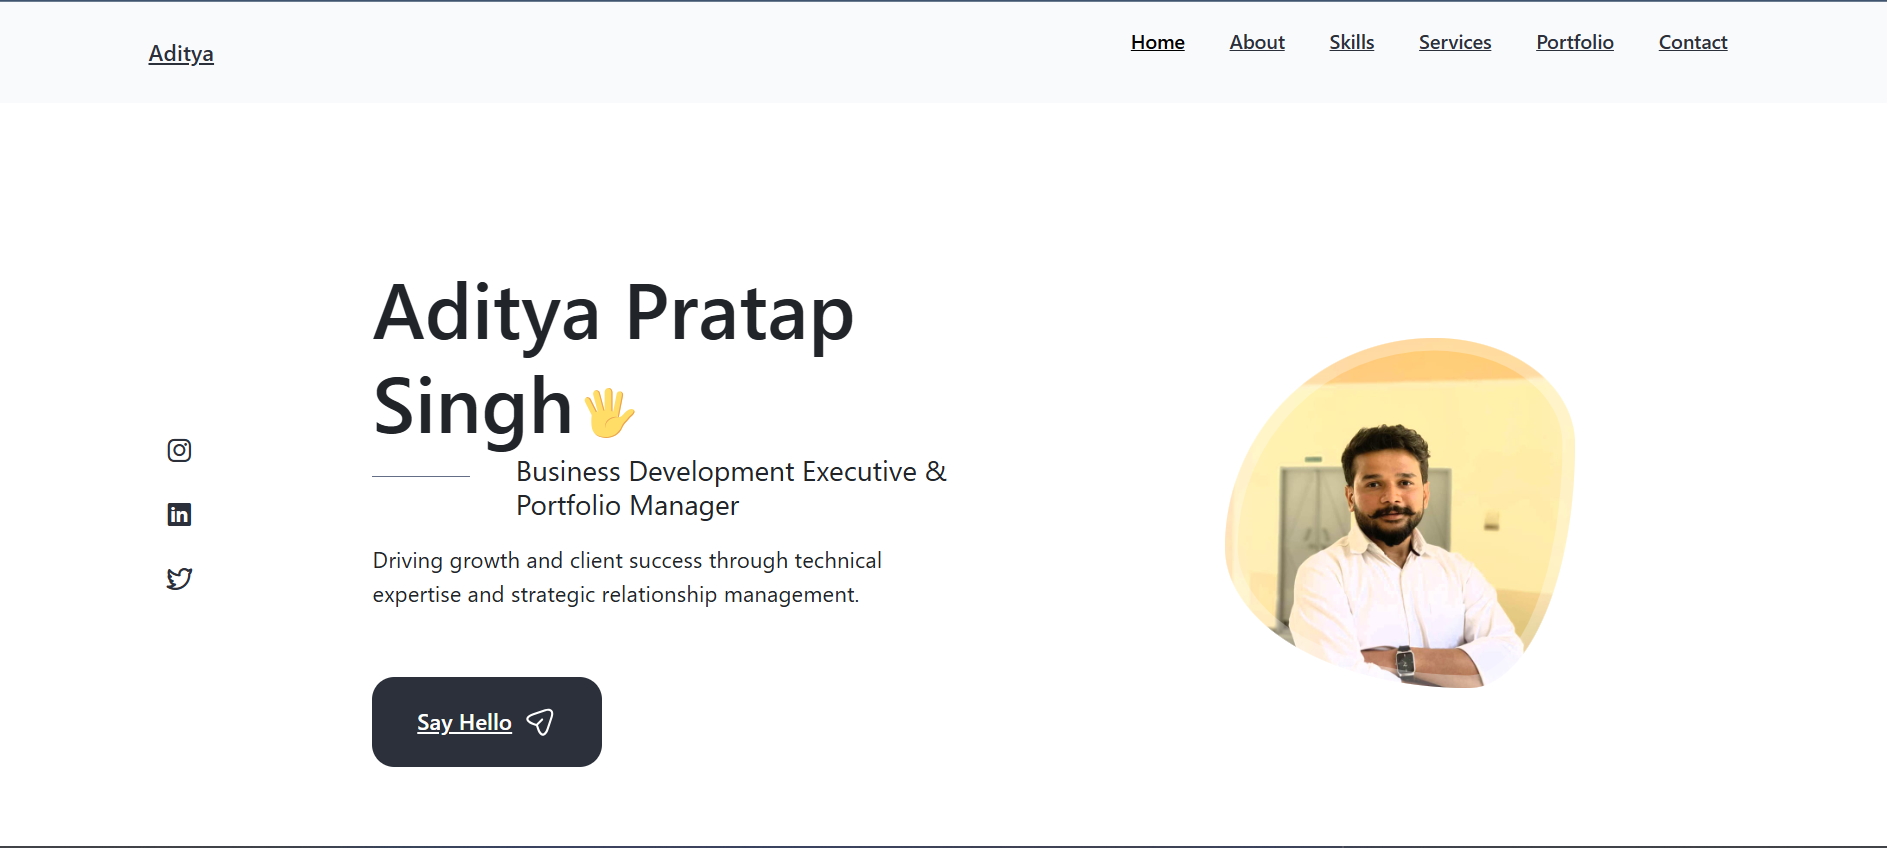 Aditya
Home About Skills Services Portfolio Contact
Aditya Pratap
Singh🖐
Business Development Executive &
Portfolio Manager
Driving growth and client success through technical
expertise and strategic relationship management.
Say Hello